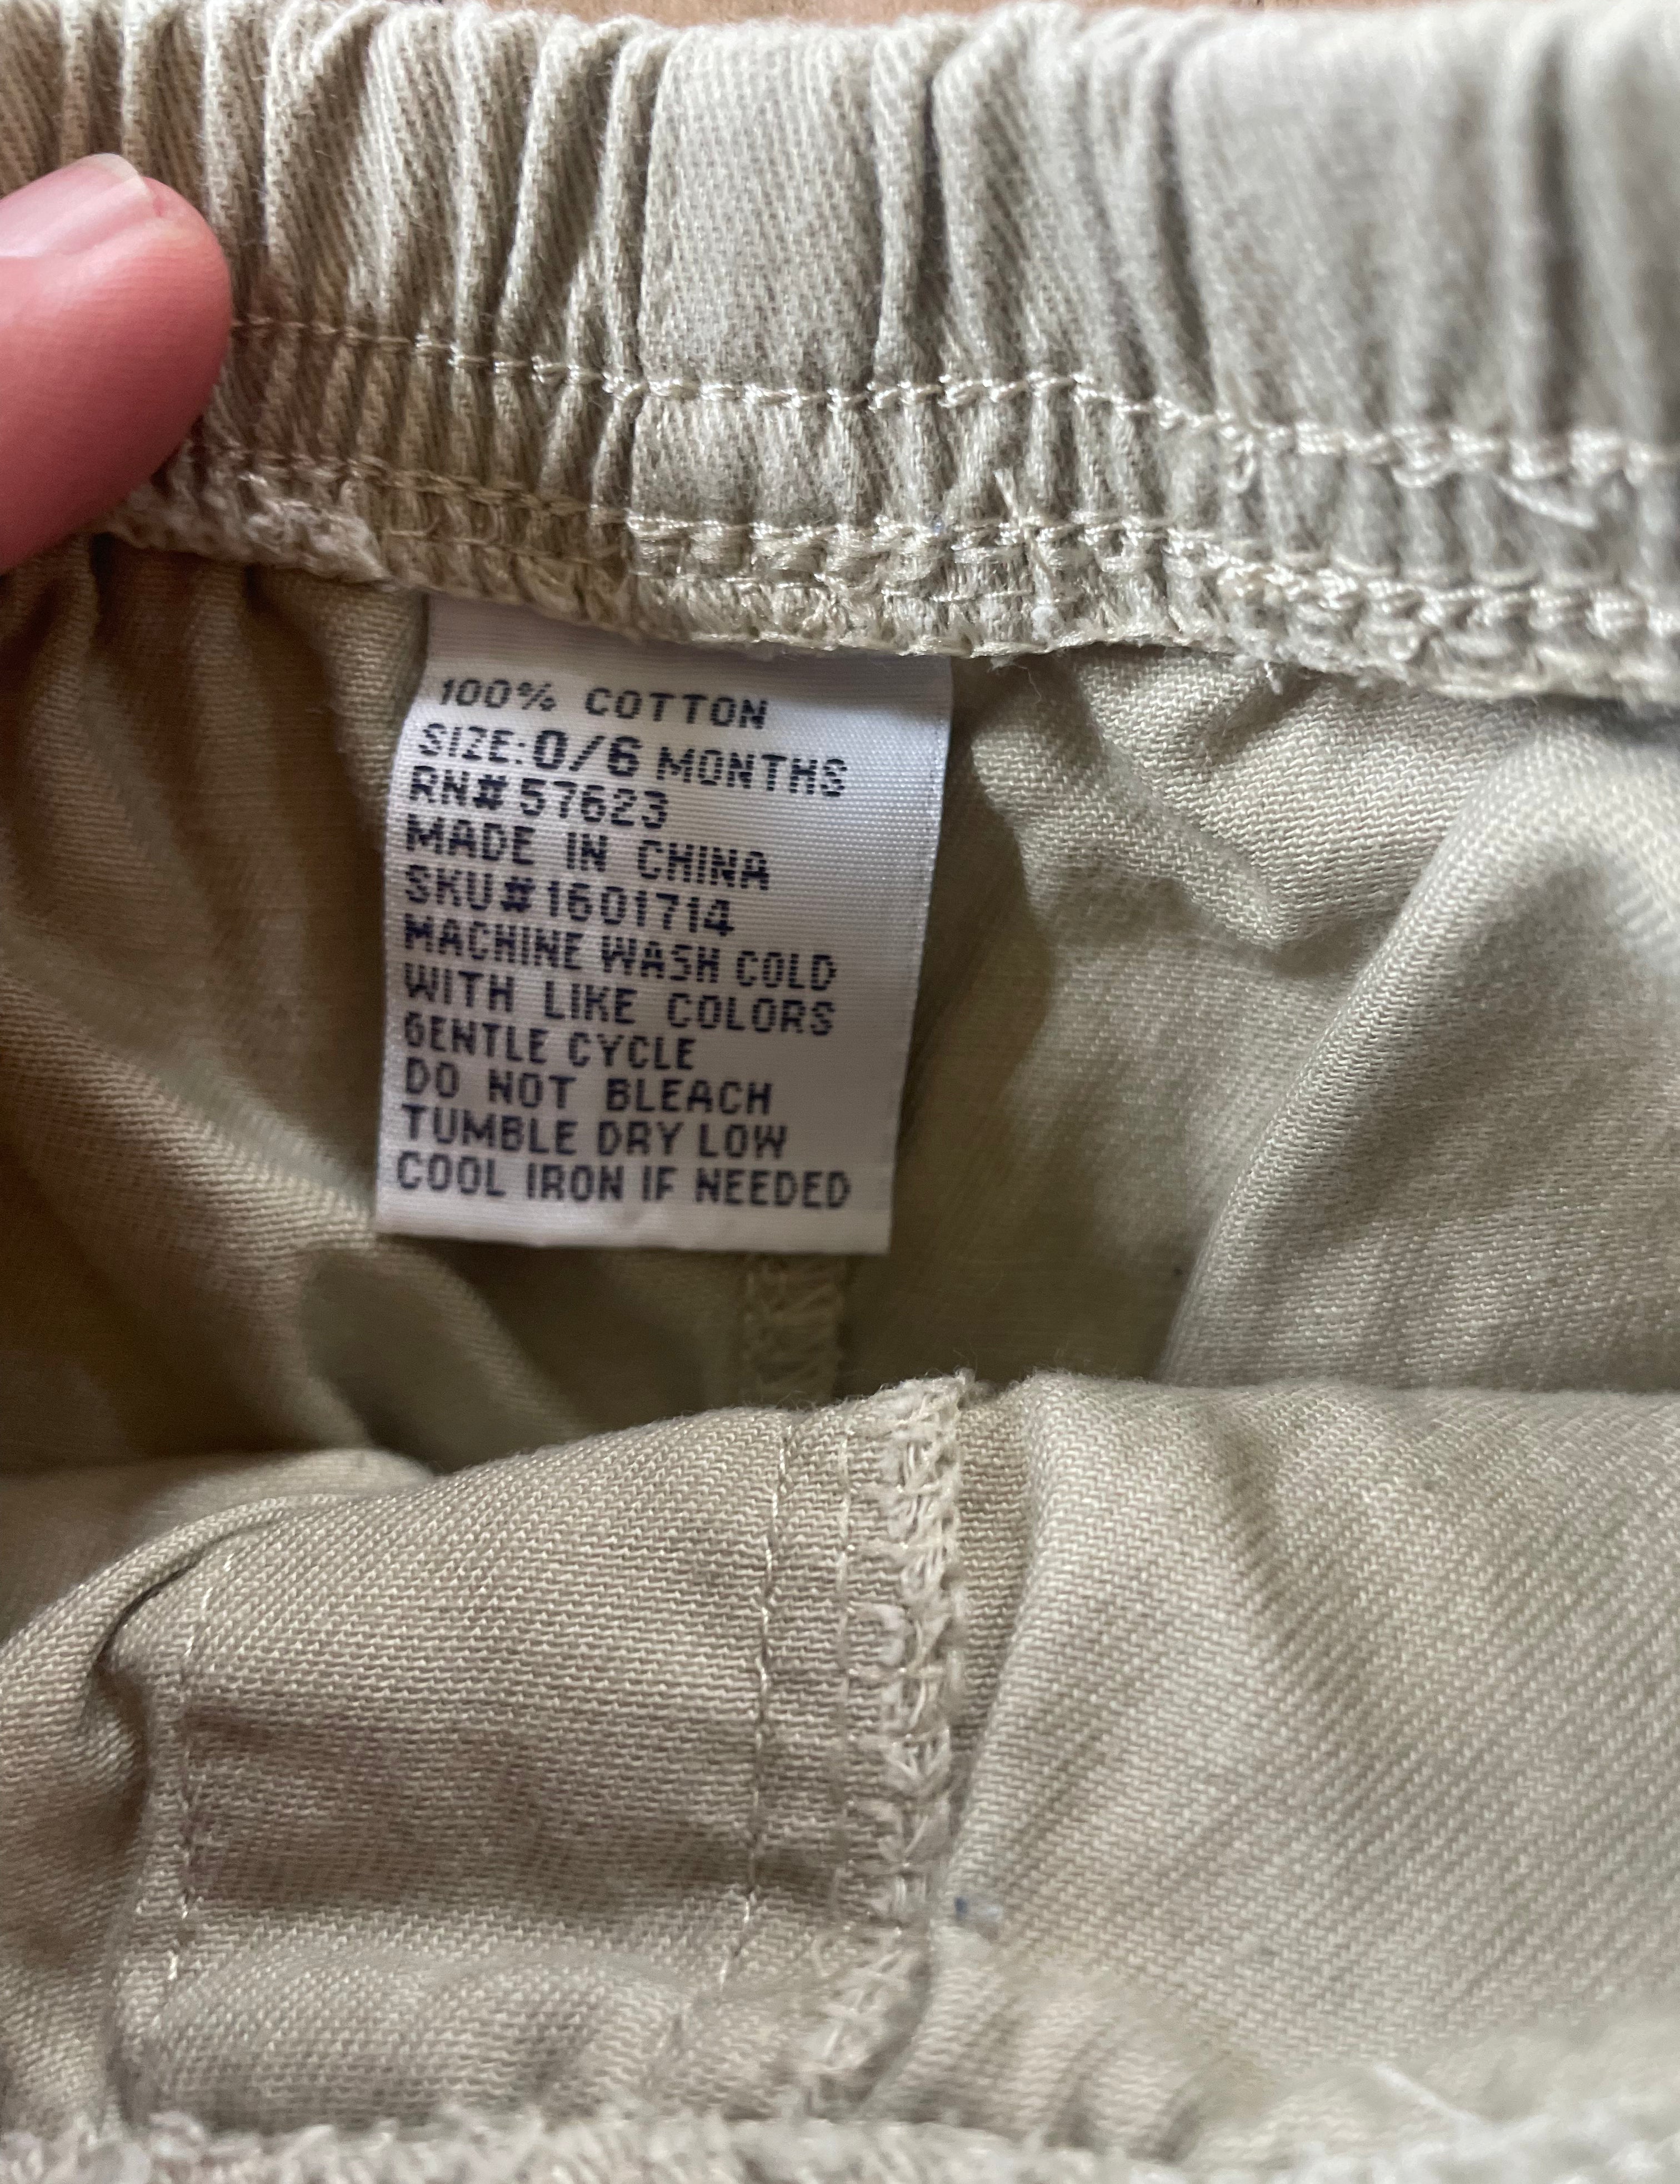 100% COTTON
SIZE: 0/6 MONTHS
RN# 57623
MADE IN CHINA
SKU#1601714
MACHINE WASH COLD
WITH LIKE COLORS
GENTLE CYCLE
DO NOT BLEACH
TUMBLE DRY LOW
COOL IRON IF NEEDED